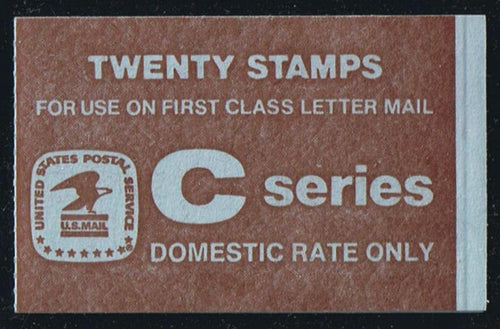 TWENTY STAMPS
FOR USE ON FIRST CLASS LETTER MAIL
UNITED STATES POSTAL SERVICE
U.S.MAIL
C series
DOMESTIC RATE ONLY